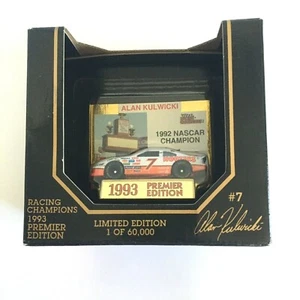 ALAN KULWICKI
1992 NASCAR
CHAMPION
7
1993 PREMIER
EDITION
RACING
CHAMPIONS
1993
PREMIER
EDITION
LIMITED EDITION
1 OF 60,000
#7
Alan Kulwicki